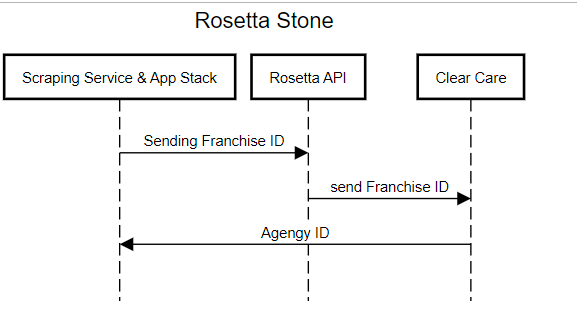 Rosetta Stone
Scraping Service & App Stack
Rosetta API
Clear Care
Sending Franchise ID
send Franchise ID
Agengy ID